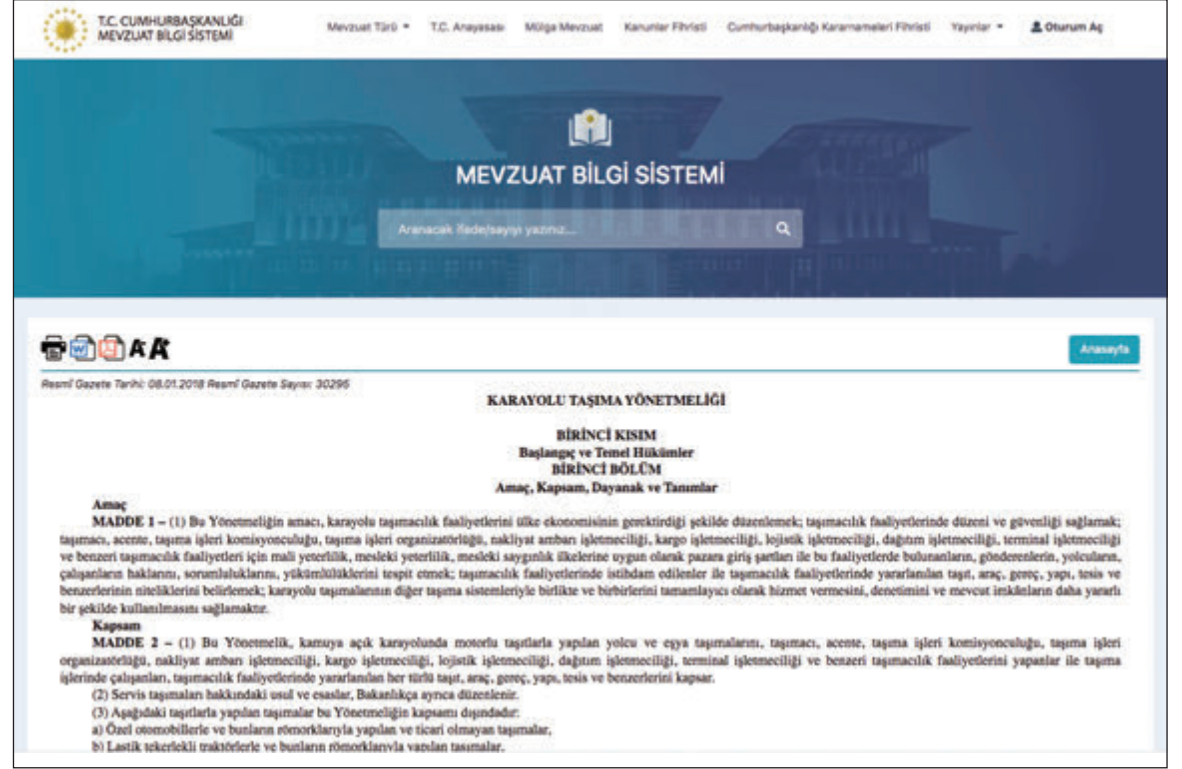 T.C. CUMHURBAŞKANLIĞI
MEVZUAT BİLGİ SİSTEMİ
Mevzuat Türü T.C. Anayasası Mülga Mevzuat Kanunlar Fihristi Cumhurbaşkanlığı Kararnameleri Fihristi Yayınlar Oturum Aç
MEVZUAT BİLGİ SİSTEMİ
Aranacak ifade/sayıyı yazınız...
Anasayfa
Resmî Gazete Tarihi: 08.01.2018 Resmî Gazete Sayısı: 30295
KARAYOLU TAŞIMA YÖNETMELİĞİ
BİRİNCİ KISIM
Başlangıç ve Temel Hükümler
BİRİNCİ BÖLÜM
Amaç, Kapsam, Dayanak ve Tanımlar
Amaç
MADDE 1 – (1) Bu Yönetmeliğin amacı, karayolu taşımacılık faaliyetlerini ülke ekonomisinin gerektirdiği şekilde düzenlemek; taşımacılık faaliyetlerinde düzeni ve güvenliği sağlamak;
taşımacı, acente, taşıma işleri komisyonculuğu, taşıma işleri organizatörlüğü, nakliyat ambarı işletmeciliği, kargo işletmeciliği, lojistik işletmeciliği, dağıtım işletmeciliği, terminal işletmeciliği
ve benzeri taşımacılık faaliyetleri için mali yeterlilik, mesleki yeterlilik, mesleki saygınlık ilkelerine uygun olarak pazara giriş şartları ile bu faaliyetlerde bulunanların, gönderenlerin, yolcuların,
çalışanların haklarını, sorumluluklarını, yükümlülüklerini tespit etmek; taşımacılık faaliyetlerinde istihdam edilenler ile taşımacılık faaliyetlerinde yararlanılan taşıt, araç, gereç, yapı, tesis ve
benzerlerinin niteliklerini belirlemek; karayolu taşımalarının diğer taşıma sistemleriyle birlikte ve birbirlerini tamamlayıcı olarak hizmet vermesini, denetimini ve mevcut imkânların daha yararlı
bir şekilde kullanılmasını sağlamaktır.
Kapsam
MADDE 2 – (1) Bu Yönetmelik, kamuya açık karayolunda motorlu taşıtlarla yapılan yolcu ve eşya taşımalarını, taşımacı, acente, taşıma işleri komisyonculuğu, taşıma işleri
organizatörlüğü, nakliyat ambarı işletmeciliği, kargo işletmeciliği, lojistik işletmeciliği, dağıtım işletmeciliği, terminal işletmeciliği ve benzeri taşımacılık faaliyetlerini yapanlar ile taşıma
işlerinde çalışanları, taşımacılık faaliyetlerinde yararlanılan her türlü taşıt, araç, gereç, yapı, tesis ve benzerlerini kapsar.
(2) Servis taşımaları hakkındaki usul ve esaslar, Bakanlıkça ayrıca düzenlenir.
(3) Aşağıdaki taşıtlarla yapılan taşımalar bu Yönetmeliğin kapsamı dışındadır:
a) Özel otomobillerle ve bunların römorklarıyla yapılan ve ticari olmayan taşımalar,
b) Lastik tekerlekli traktörlerle ve bunların römorklarıyla yapılan taşımalar,